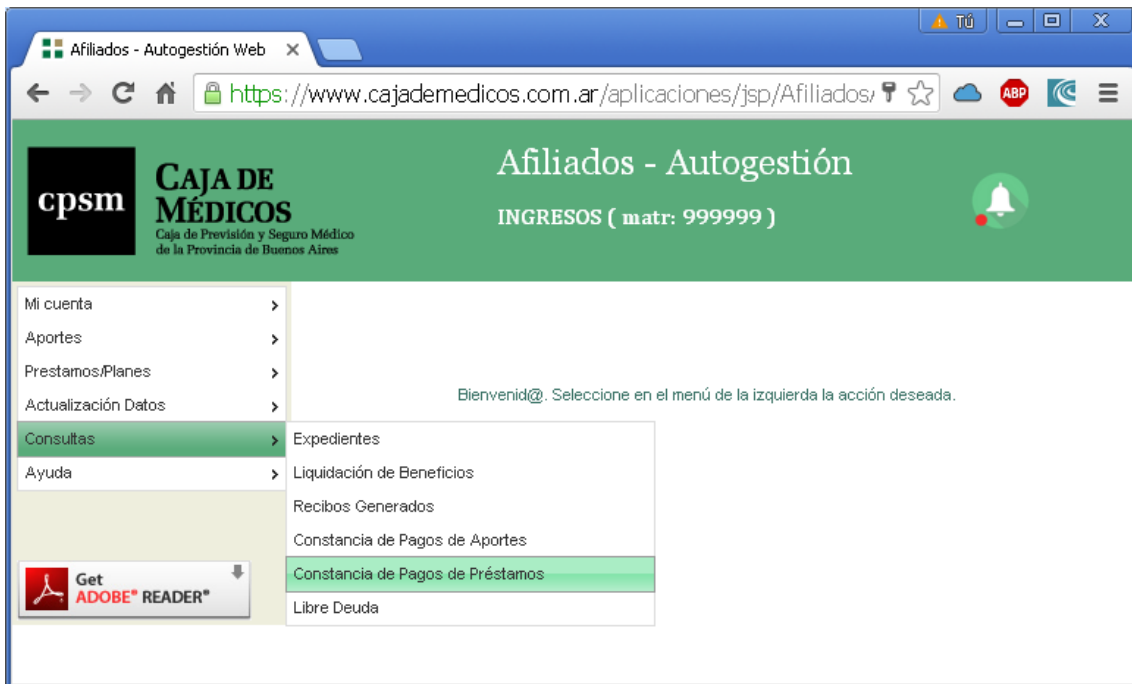 Tú
Afiliados - Autogestión Web
https://www.cajademedicos.com.ar/aplicaciones/jsp/Afiliados/
ABP
cpsm
CAJA DE
MÉDICOS
Caja de Previsión y Seguro Médico
de la Provincia de Buenos Aires
Afiliados - Autogestión
INGRESOS ( matr: 999999 )
Mi cuenta
Aportes
Prestamos/Planes
Actualización Datos
Consultas
Ayuda
Bienvenid@. Seleccione en el menú de la izquierda la acción deseada.
Expedientes
Liquidación de Beneficios
Recibos Generados
Constancia de Pagos de Aportes
Constancia de Pagos de Préstamos
Libre Deuda
Get
ADOBE® READER®